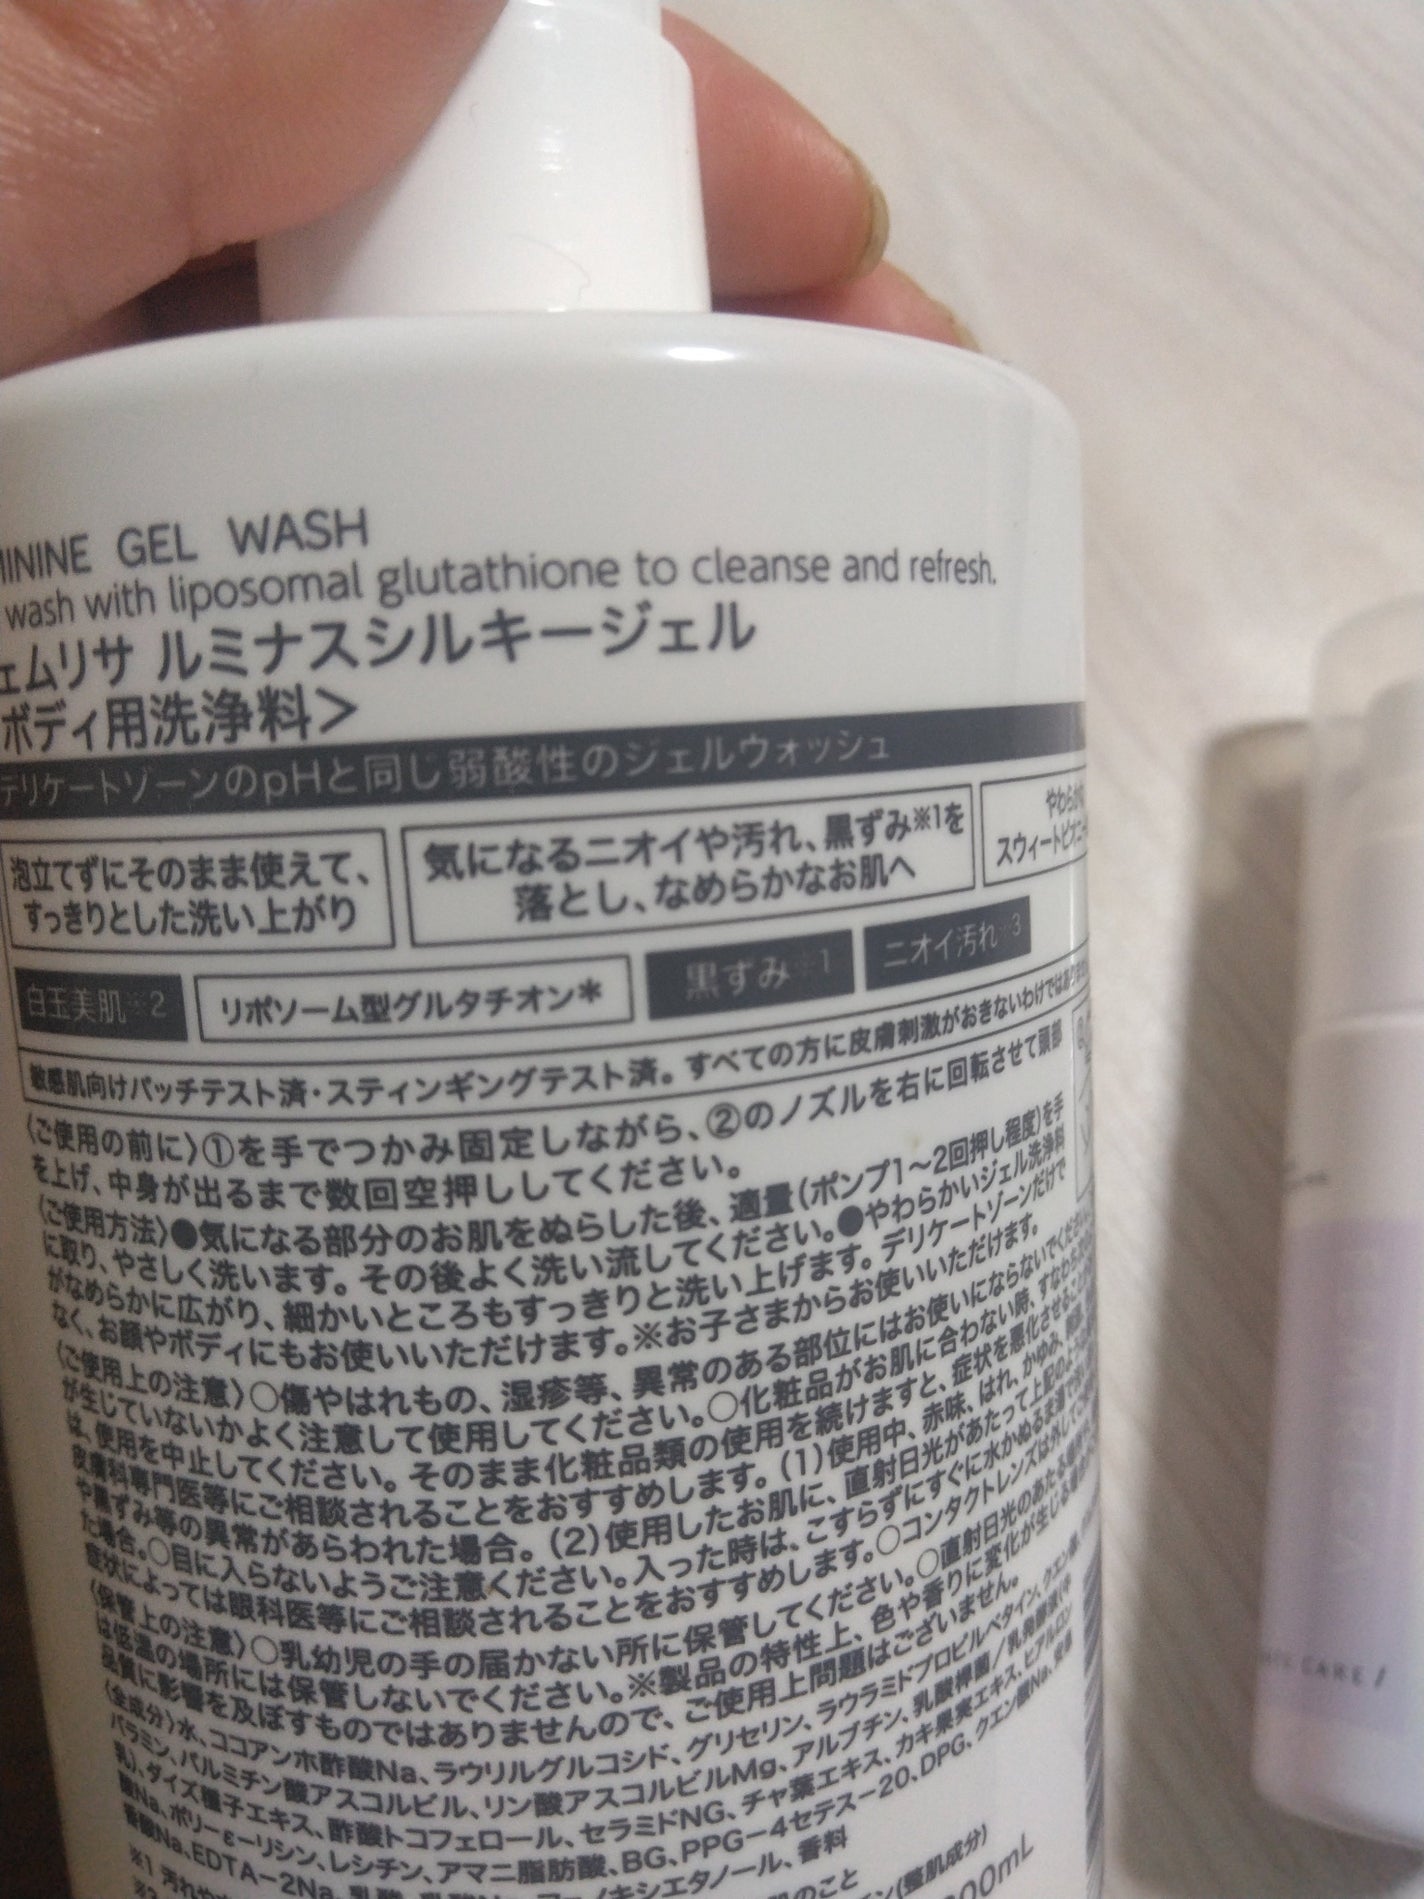 MININE GEL WASH
wash with liposomal glutathione to cleanse and refresh.
ェムリサ ルミナスシルキージェル
ボディ用洗浄料＞
デリケートゾーンのpHと同じ弱酸性のジェルウォッシュ
泡立てずにそのまま使えて、
すっきりとした洗い上がり
気になるニオイや汚れ、黒ずみ※1を
落とし、なめらかなお肌へ
やわらかな
スウィートピオニー
白玉美肌※2
リポソーム型グルタチオン＊
黒ずみ※1
ニオイ汚れ※3
敏感肌向けパッチテスト済・スティンギングテスト済。すべての方に皮膚刺激がおきないわけではあり
〈ご使用の前に〉①を手でつかみ固定しながら、②のノズルを右に回転させて頭部
を上げ、中身が出るまで数回空押ししてください。
〈ご使用方法〉●気になる部分のお肌をぬらした後、適量(ポンプ1〜2回押し程度)を手
に取り、やさしく洗います。その後よく洗い流してください。●やわらかいジェル洗浄料
がなめらかに広がり、細かいところもすっきりと洗い上げます。デリケートゾーンだけで
なく、お顔やボディにもお使いいただけます。※お子さまからお使いいただけます。
〈ご使用上の注意〉○傷やはれもの、湿疹等、異常のある部位にはお使いにならないでください
が生じていないかよく注意して使用してください。○化粧品がお肌に合わない時、すなわち
は、使用を中止してください。そのまま化粧品類の使用を続けますと、症状を悪化させること
皮膚科専門医等にご相談されることをおすすめします。(1)使用中、赤味、はれ、かゆみ、
や黒ずみ等の異常があらわれた場合。(2)使用したお肌に、直射日光があたって上記のような
た場合。○目に入らないようご注意ください。入った時は、こすらずにすぐに水かぬるま湯で
症状によっては眼科医等にご相談されることをおすすめします。○コンタクトレンズは外して
〈保管上の注意〉○乳幼児の手の届かない所に保管してください。○直射日光のあたる場所
は低温の場所には保管しないでください。※製品の特性上、色や香りに変化が生じる場合
品質に影響を及ぼすものではありませんので、ご使用上問題はございません。
〈全成分〉水、ココアンホ酢酸Na、ラウリルグルコシド、グリセリン、ラウラミドプロピルベタイン、クエン酸、
パラミン、パルミチン酸アスコルビル、リン酸アスコルビルMg、アルブチン、乳酸桿菌／乳発酵液(牛
乳)、ダイズ種子エキス、酢酸トコフェロール、セラミドNG、チャ葉エキス、カキ果実エキス、ヒアルロン
酸Na、ポリ－ε－リシン、レシチン、アマニ脂肪酸、BG、PPG－4セテス－20、DPG、クエン酸Na、炭酸
香酸Na、EDTA－2Na、乳酸、乳酸Na、フェノキシエタノール、香料
※1 汚れや
肌のこと
ン(整肌成分)
00mL
CARE /